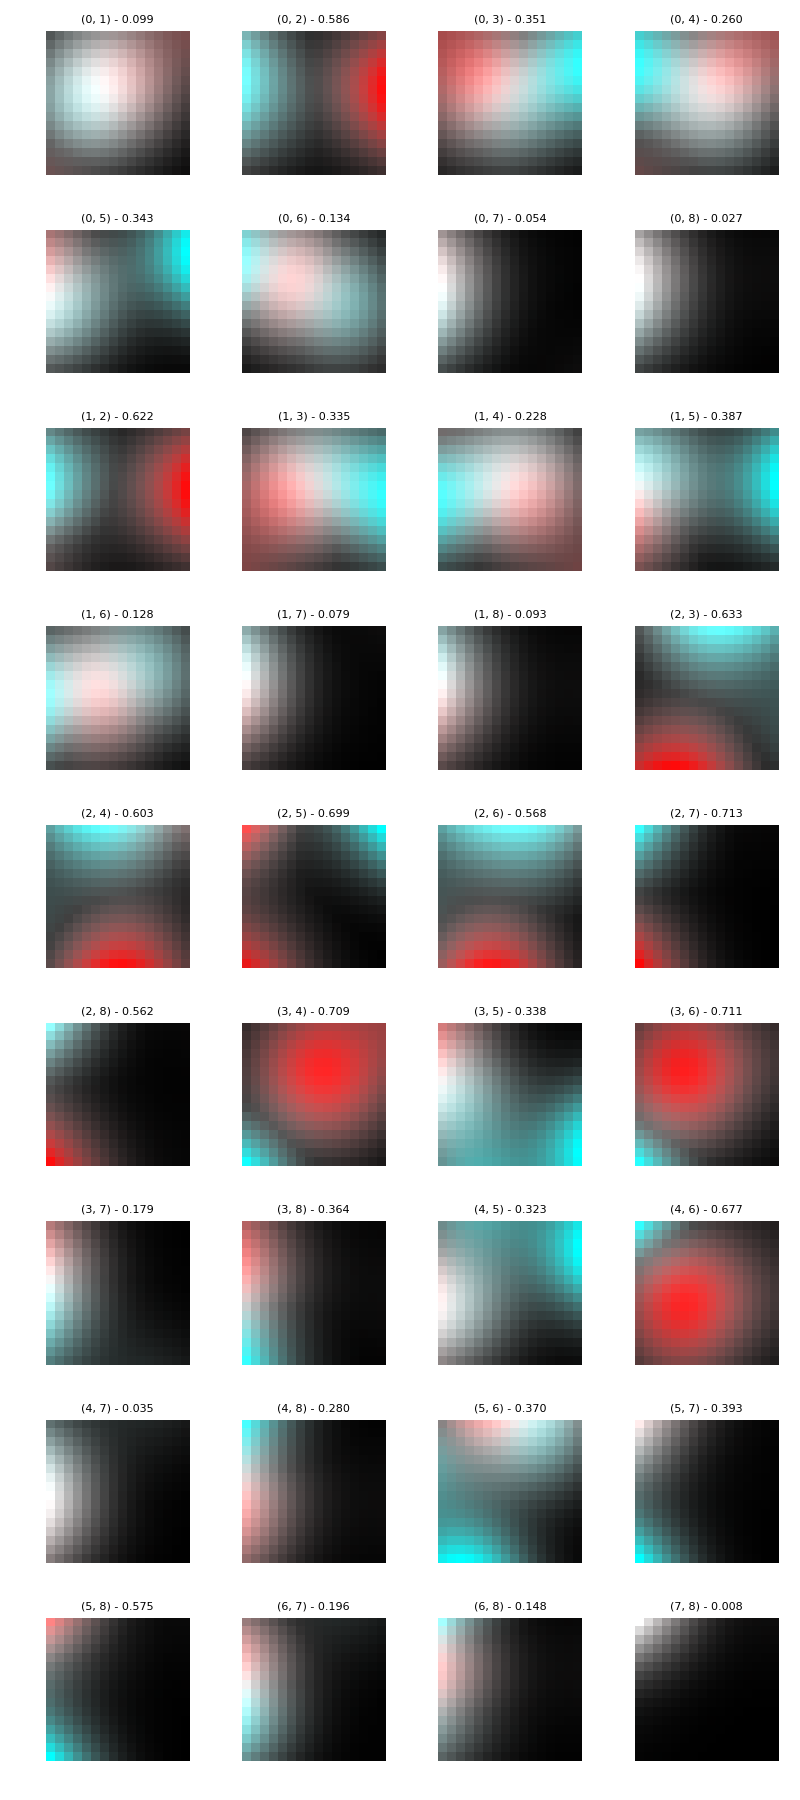 (0, 1) - 0.099 (0, 2) - 0.586 (0, 3) - 0.351 (0, 4) - 0.260
(0, 5) - 0.343 (0, 6) - 0.134 (0, 7) - 0.054 (0, 8) - 0.027
(1, 2) - 0.622 (1, 3) - 0.335 (1, 4) - 0.228 (1, 5) - 0.387
(1, 6) - 0.128 (1, 7) - 0.079 (1, 8) - 0.093 (2, 3) - 0.633
(2, 4) - 0.603 (2, 5) - 0.699 (2, 6) - 0.568 (2, 7) - 0.713
(2, 8) - 0.562 (3, 4) - 0.709 (3, 5) - 0.338 (3, 6) - 0.711
(3, 7) - 0.179 (3, 8) - 0.364 (4, 5) - 0.323 (4, 6) - 0.677
(4, 7) - 0.035 (4, 8) - 0.280 (5, 6) - 0.370 (5, 7) - 0.393
(5, 8) - 0.575 (6, 7) - 0.196 (6, 8) - 0.148 (7, 8) - 0.008